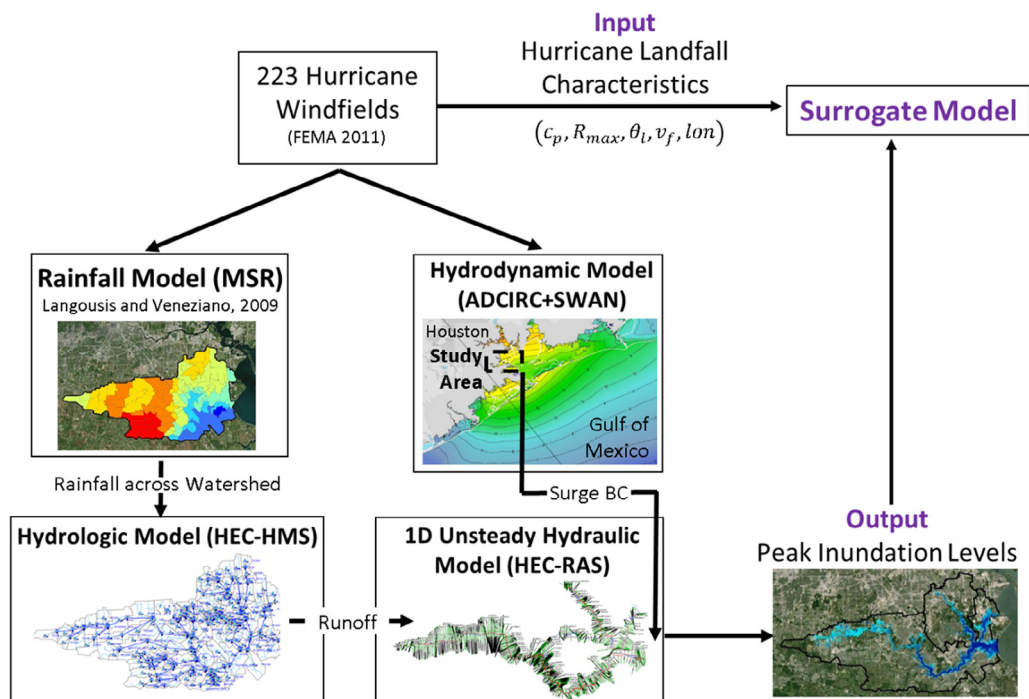 Input
Hurricane Landfall
Characteristics
(c_p, R_max, θ_l, v_f, lon)
223 Hurricane
Windfields
(FEMA 2011)
Surrogate Model
Rainfall Model (MSR)
Langousis and Veneziano, 2009
Hydrodynamic Model
(ADCIRC+SWAN)
Houston
Study
Area
Gulf of
Mexico
Rainfall across Watershed
Surge BC
Hydrologic Model (HEC-HMS)
1D Unsteady Hydraulic
Model (HEC-RAS)
Runoff
Output
Peak Inundation Levels